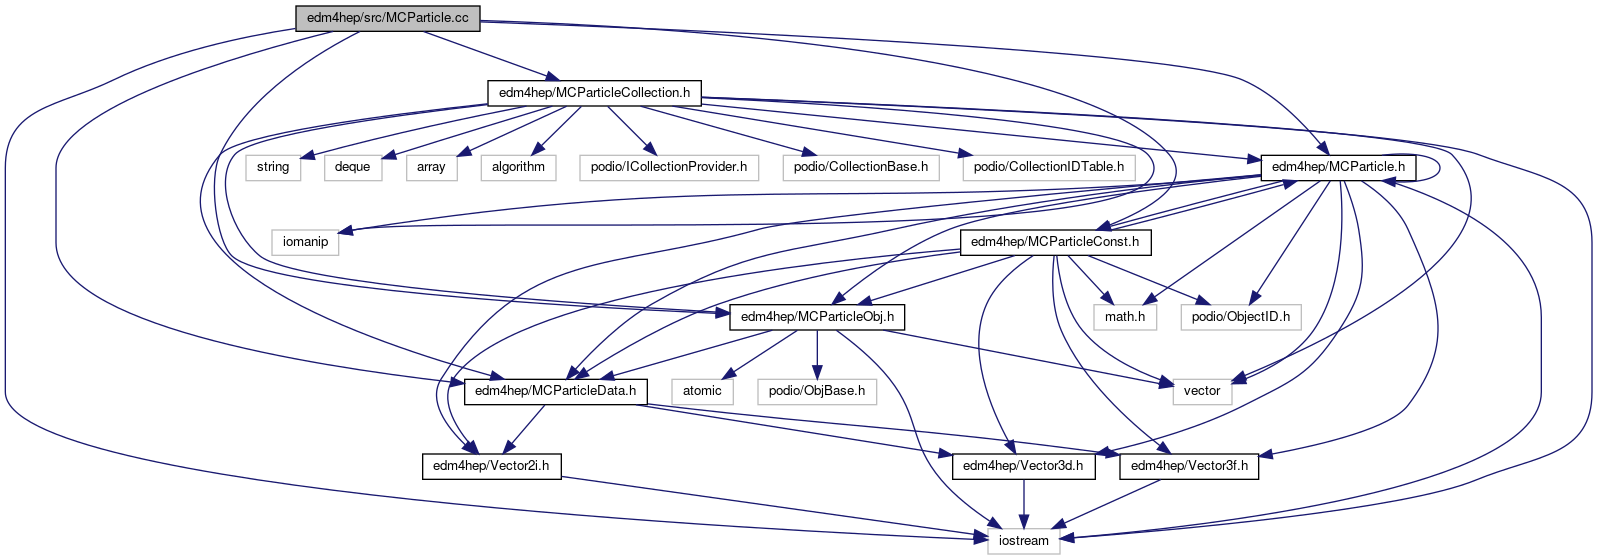 edm4hep/src/MCParticle.cc
edm4hep/MCParticleCollection.h
string
deque
array
algorithm
podio/ICollectionProvider.h
podio/CollectionBase.h
podio/CollectionIDTable.h
edm4hep/MCParticle.h
iomanip
edm4hep/MCParticleConst.h
edm4hep/MCParticleObj.h
math.h
podio/ObjectID.h
edm4hep/MCParticleData.h
atomic
podio/ObjBase.h
vector
edm4hep/Vector2i.h
edm4hep/Vector3d.h
edm4hep/Vector3f.h
iostream